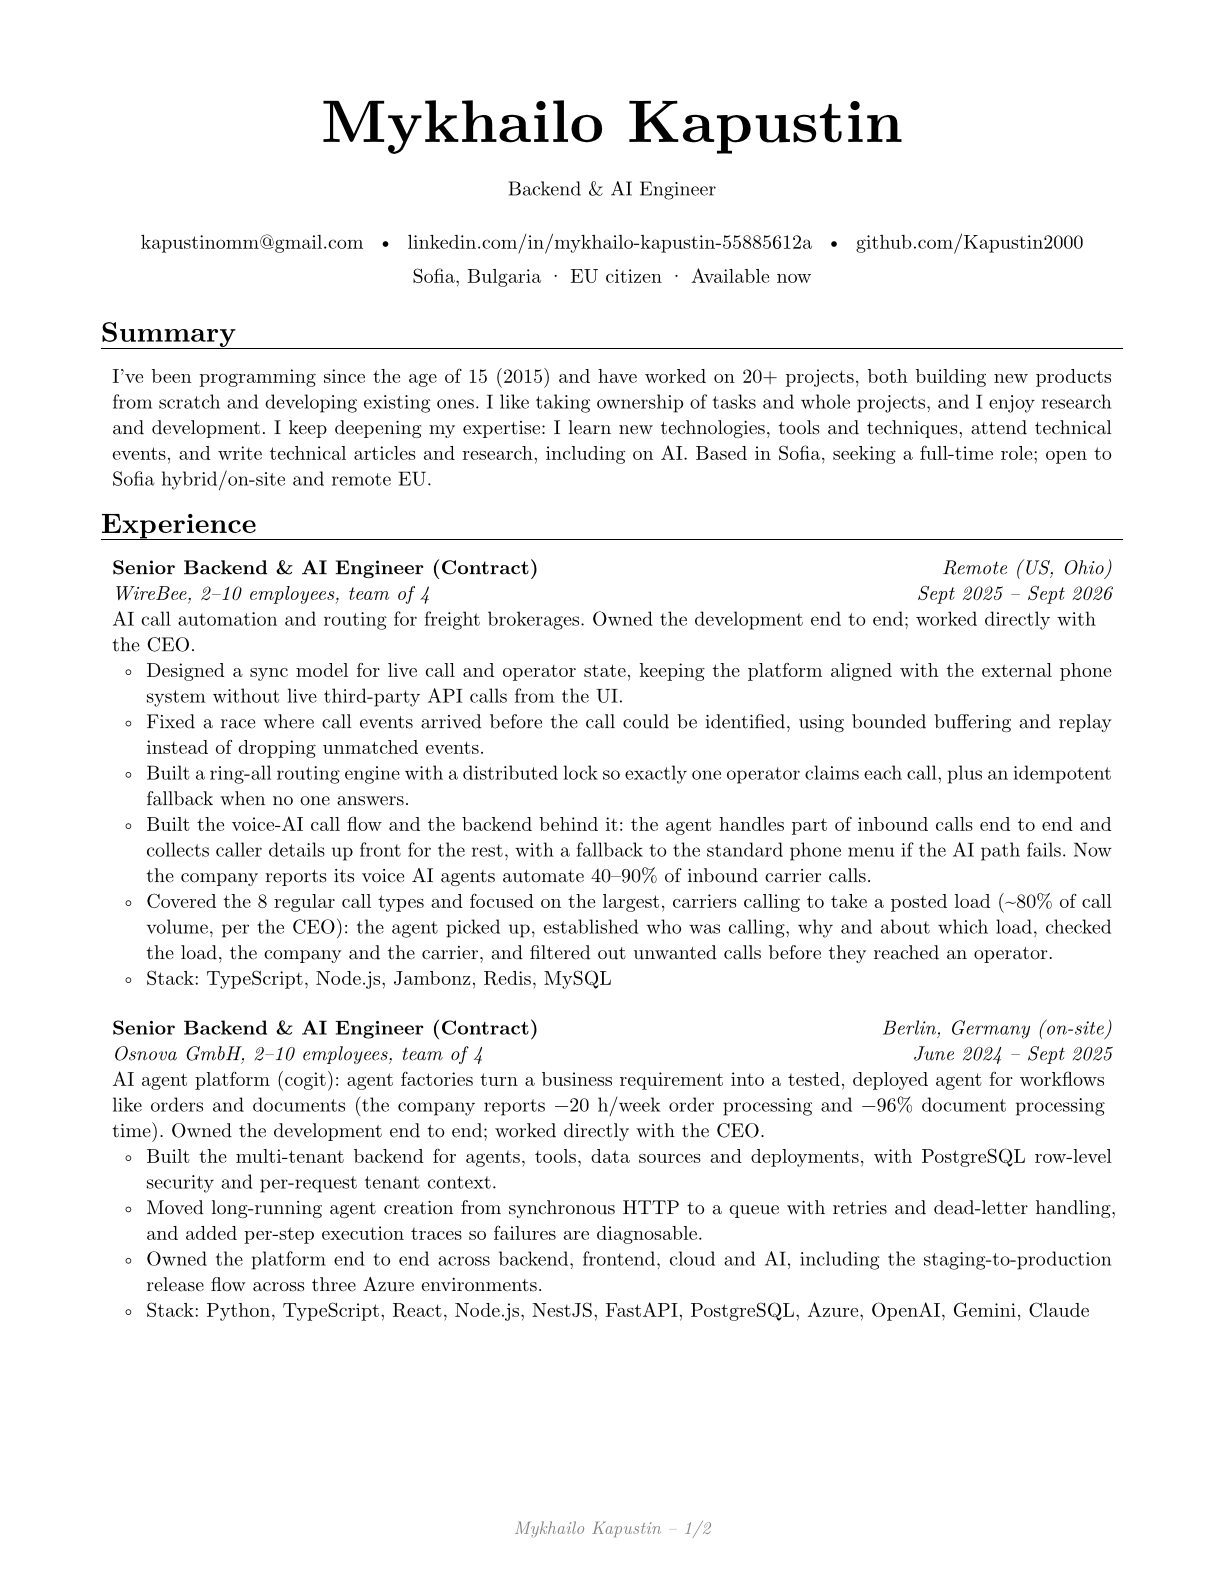 Mykhailo Kapustin
Backend & AI Engineer
kapustinomm@gmail.com • linkedin.com/in/mykhailo-kapustin-55885612a • github.com/Kapustin2000
Sofia, Bulgaria · EU citizen · Available now
Summary
I've been programming since the age of 15 (2015) and have worked on 20+ projects, both building new products
from scratch and developing existing ones. I like taking ownership of tasks and whole projects, and I enjoy research
and development. I keep deepening my expertise: I learn new technologies, tools and techniques, attend technical
events, and write technical articles and research, including on AI. Based in Sofia, seeking a full-time role; open to
Sofia hybrid/on-site and remote EU.
Experience
Senior Backend & AI Engineer (Contract) Remote (US, Ohio)
WireBee, 2–10 employees, team of 4 Sept 2025 – Sept 2026
AI call automation and routing for freight brokerages. Owned the development end to end; worked directly with
the CEO.
◦ Designed a sync model for live call and operator state, keeping the platform aligned with the external phone
system without live third-party API calls from the UI.
◦ Fixed a race where call events arrived before the call could be identified, using bounded buffering and replay
instead of dropping unmatched events.
◦ Built a ring-all routing engine with a distributed lock so exactly one operator claims each call, plus an idempotent
fallback when no one answers.
◦ Built the voice-AI call flow and the backend behind it: the agent handles part of inbound calls end to end and
collects caller details up front for the rest, with a fallback to the standard phone menu if the AI path fails. Now
the company reports its voice AI agents automate 40–90% of inbound carrier calls.
◦ Covered the 8 regular call types and focused on the largest, carriers calling to take a posted load (~80% of call
volume, per the CEO): the agent picked up, established who was calling, why and about which load, checked
the load, the company and the carrier, and filtered out unwanted calls before they reached an operator.
◦ Stack: TypeScript, Node.js, Jambonz, Redis, MySQL
Senior Backend & AI Engineer (Contract) Berlin, Germany (on-site)
Osnova GmbH, 2–10 employees, team of 4 June 2024 – Sept 2025
AI agent platform (cogit): agent factories turn a business requirement into a tested, deployed agent for workflows
like orders and documents (the company reports −20 h/week order processing and −96% document processing
time). Owned the development end to end; worked directly with the CEO.
◦ Built the multi-tenant backend for agents, tools, data sources and deployments, with PostgreSQL row-level
security and per-request tenant context.
◦ Moved long-running agent creation from synchronous HTTP to a queue with retries and dead-letter handling,
and added per-step execution traces so failures are diagnosable.
◦ Owned the platform end to end across backend, frontend, cloud and AI, including the staging-to-production
release flow across three Azure environments.
◦ Stack: Python, TypeScript, React, Node.js, NestJS, FastAPI, PostgreSQL, Azure, OpenAI, Gemini, Claude
Mykhailo Kapustin – 1/2